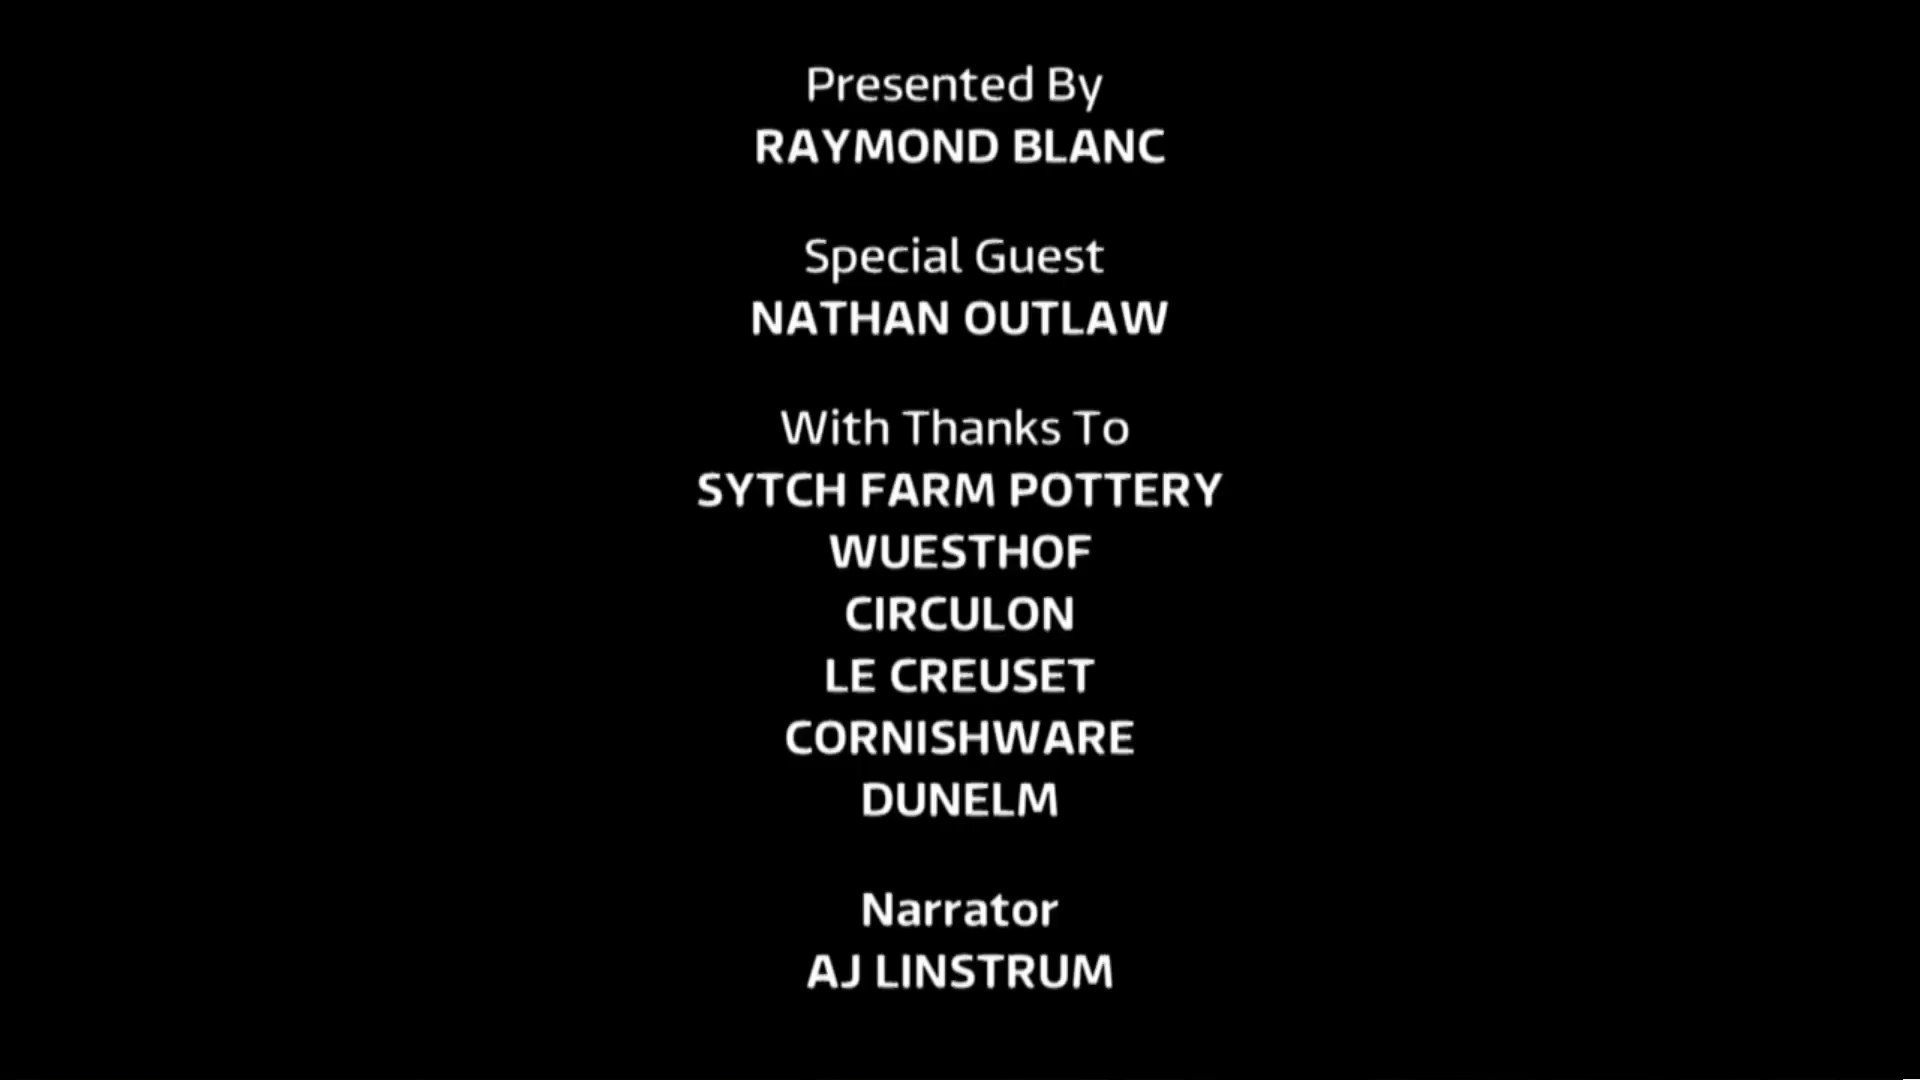 Presented By
RAYMOND BLANC
Special Guest
NATHAN OUTLAW
With Thanks To
SYTCH FARM POTTERY
WUESTHOF
CIRCULON
LE CREUSET
CORNISHWARE
DUNELM
Narrator
AJ LINSTRUM